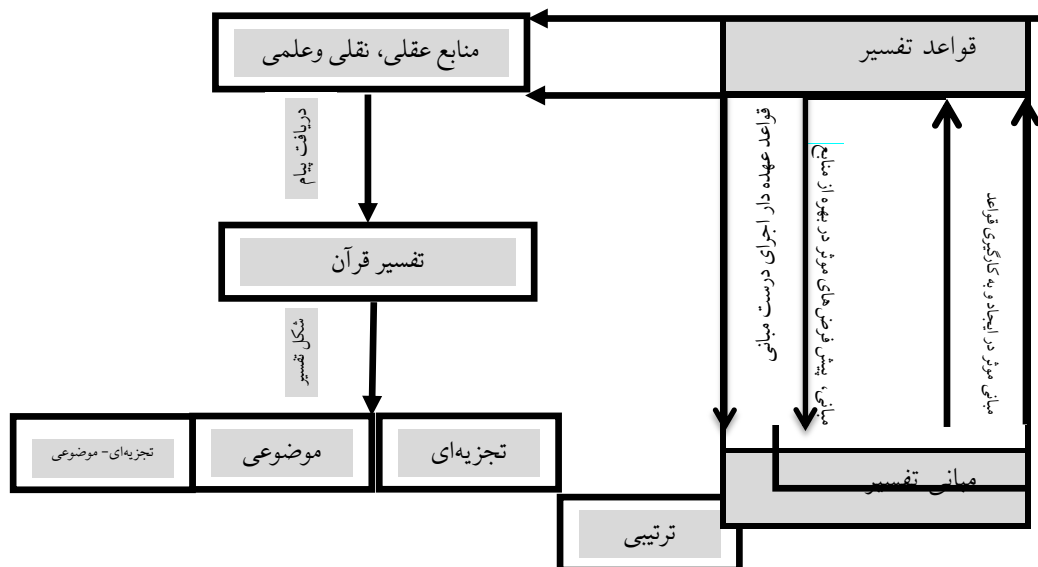 قواعد تفسیر
منابع عقلی، نقلی وعلمی
دریافت پیام
قواعد عهده دار اجرای درست مبانی
مبانی، پیش فرض های موثر در بهره از منابع
مبانی موثر در ایجاد و به کارگیری قواعد
تفسیر قرآن
شکل تفسیر
تجزیه‌ای
موضوعی
تجزیه‌ای- موضوعی
مبانی تفسیر
ترتیبی